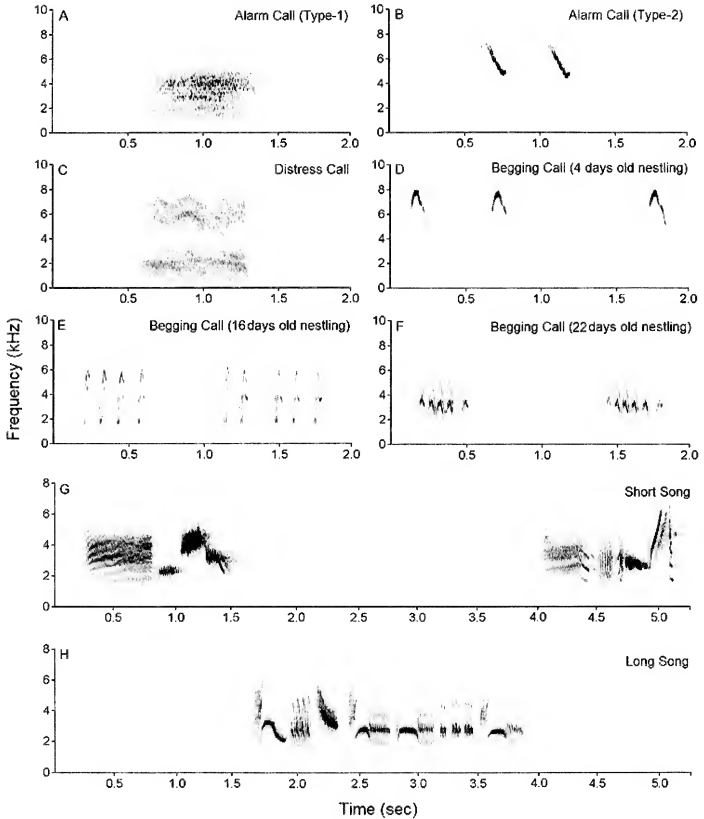 A Alarm Call (Type-1)
10
8
6
4
2
0
0.5 1.0 1.5 2.0
B Alarm Call (Type-2)
10
8
6
4
2
0
0.5 1.0 1.5 2.0
C Distress Call
10
8
6
4
2
0
0.5 1.0 1.5 2.0
D Begging Call (4 days old nestling)
10
8
6
4
2
0
0.5 1.0 1.5 2.0
E Begging Call (16 days old nestling)
10
8
6
4
2
0
0.5 1.0 1.5 2.0
F Begging Call (22 days old nestling)
10
8
6
4
2
0
0.5 1.0 1.5 2.0
Frequency (kHz)
G Short Song
8
6
4
2
0
0.5 1.0 1.5 2.0 2.5 3.0 3.5 4.0 4.5 5.0
H Long Song
8
6
4
2
0
0.5 1.0 1.5 2.0 2.5 3.0 3.5 4.0 4.5 5.0
Time (sec)